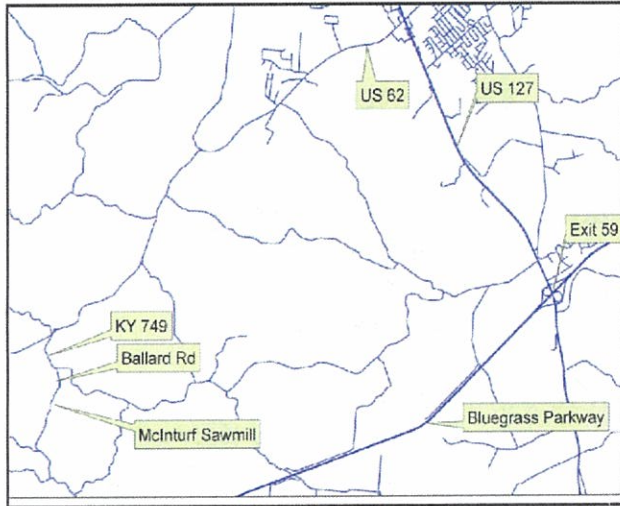 US 62
US 127
Exit 59
KY 749
Ballard Rd
McInturf Sawmill
Bluegrass Parkway